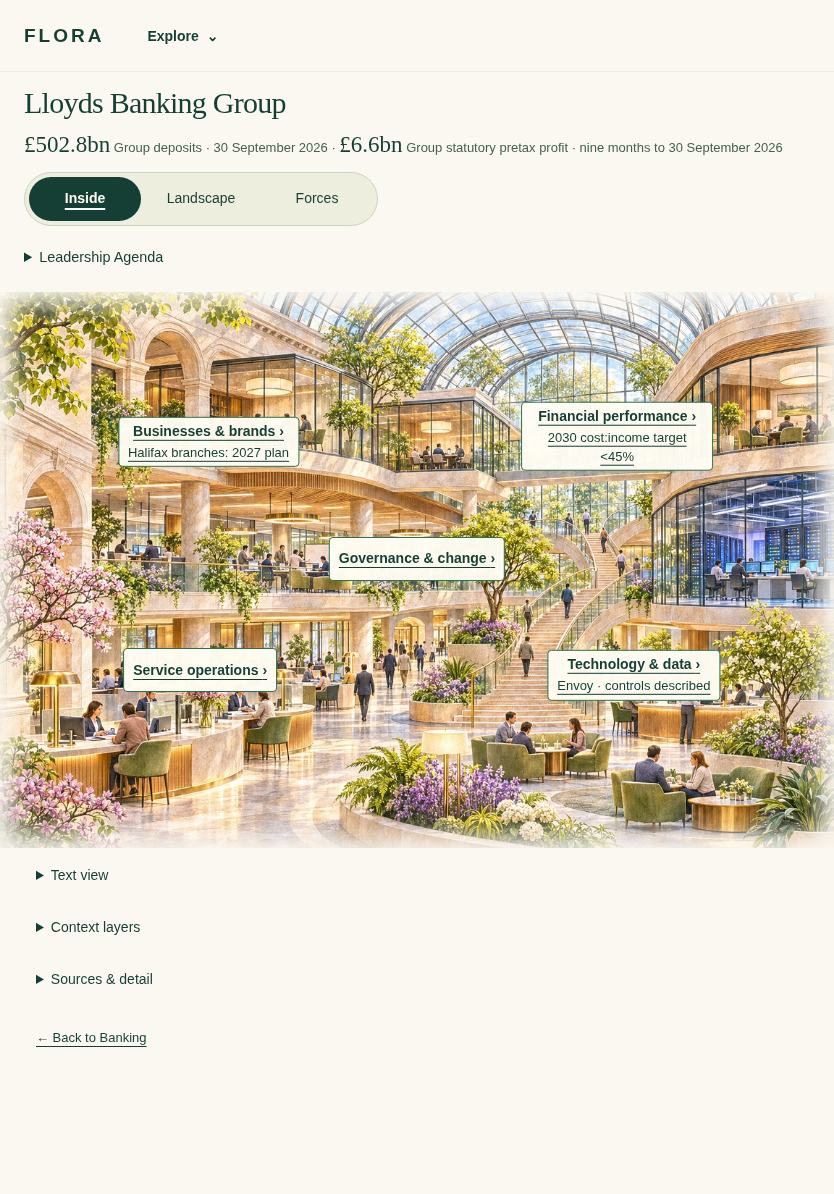 FLORA
Explore ⌄
Lloyds Banking Group
£502.8bn Group deposits · 30 September 2026 · £6.6bn Group statutory pretax profit · nine months to 30 September 2026
Inside Landscape Forces
▶ Leadership Agenda
Businesses & brands ›
Halifax branches: 2027 plan
Financial performance ›
2030 cost:income target
<45%
Governance & change ›
Service operations ›
Technology & data ›
Envoy · controls described
▶ Text view
▶ Context layers
▶ Sources & detail
← Back to Banking